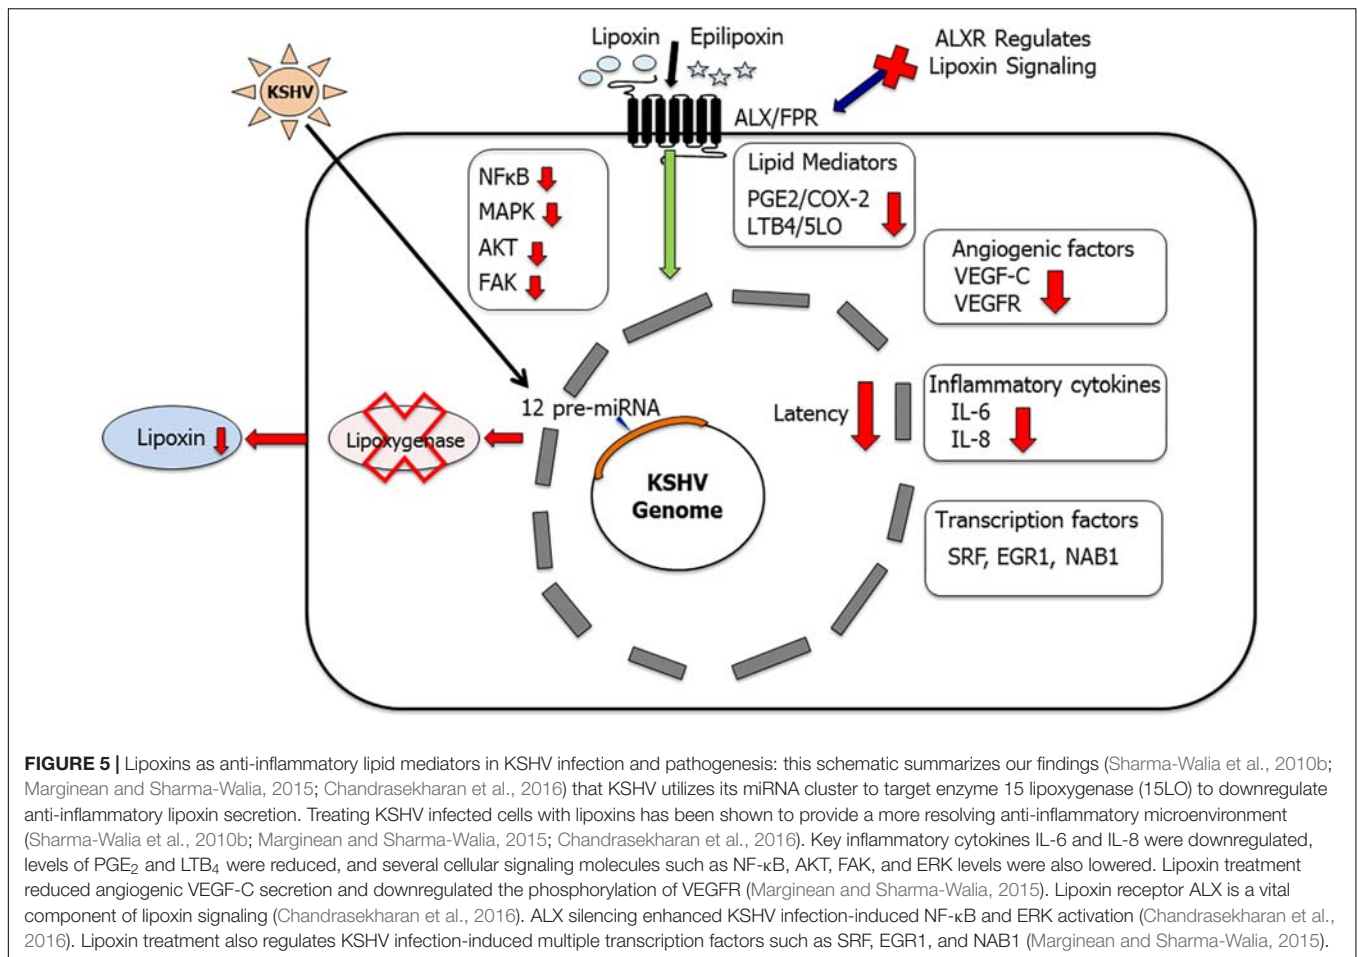 Lipoxin
Epilipoxin
ALXR Regulates
Lipoxin Signaling
KSHV
ALX/FPR
NFκB
MAPK
AKT
FAK
Lipid Mediators
PGE2/COX-2
LTB4/5LO
Angiogenic factors
VEGF-C
VEGFR
12 pre-miRNA
Latency
Inflammatory cytokines
IL-6
IL-8
Lipoxin
Lipoxygenase
KSHV
Genome
Transcription factors
SRF, EGR1, NAB1
FIGURE 5 | Lipoxins as anti-inflammatory lipid mediators in KSHV infection and pathogenesis: this schematic summarizes our findings (Sharma-Walia et al., 2010b;
Marginean and Sharma-Walia, 2015; Chandrasekharan et al., 2016) that KSHV utilizes its miRNA cluster to target enzyme 15 lipoxygenase (15LO) to downregulate
anti-inflammatory lipoxin secretion. Treating KSHV infected cells with lipoxins has been shown to provide a more resolving anti-inflammatory microenvironment
(Sharma-Walia et al., 2010b; Marginean and Sharma-Walia, 2015; Chandrasekharan et al., 2016). Key inflammatory cytokines IL-6 and IL-8 were downregulated,
levels of PGE₂ and LTB₄ were reduced, and several cellular signaling molecules such as NF-κB, AKT, FAK, and ERK levels were also lowered. Lipoxin treatment
reduced angiogenic VEGF-C secretion and downregulated the phosphorylation of VEGFR (Marginean and Sharma-Walia, 2015). Lipoxin receptor ALX is a vital
component of lipoxin signaling (Chandrasekharan et al., 2016). ALX silencing enhanced KSHV infection-induced NF-κB and ERK activation (Chandrasekharan et al.,
2016). Lipoxin treatment also regulates KSHV infection-induced multiple transcription factors such as SRF, EGR1, and NAB1 (Marginean and Sharma-Walia, 2015).